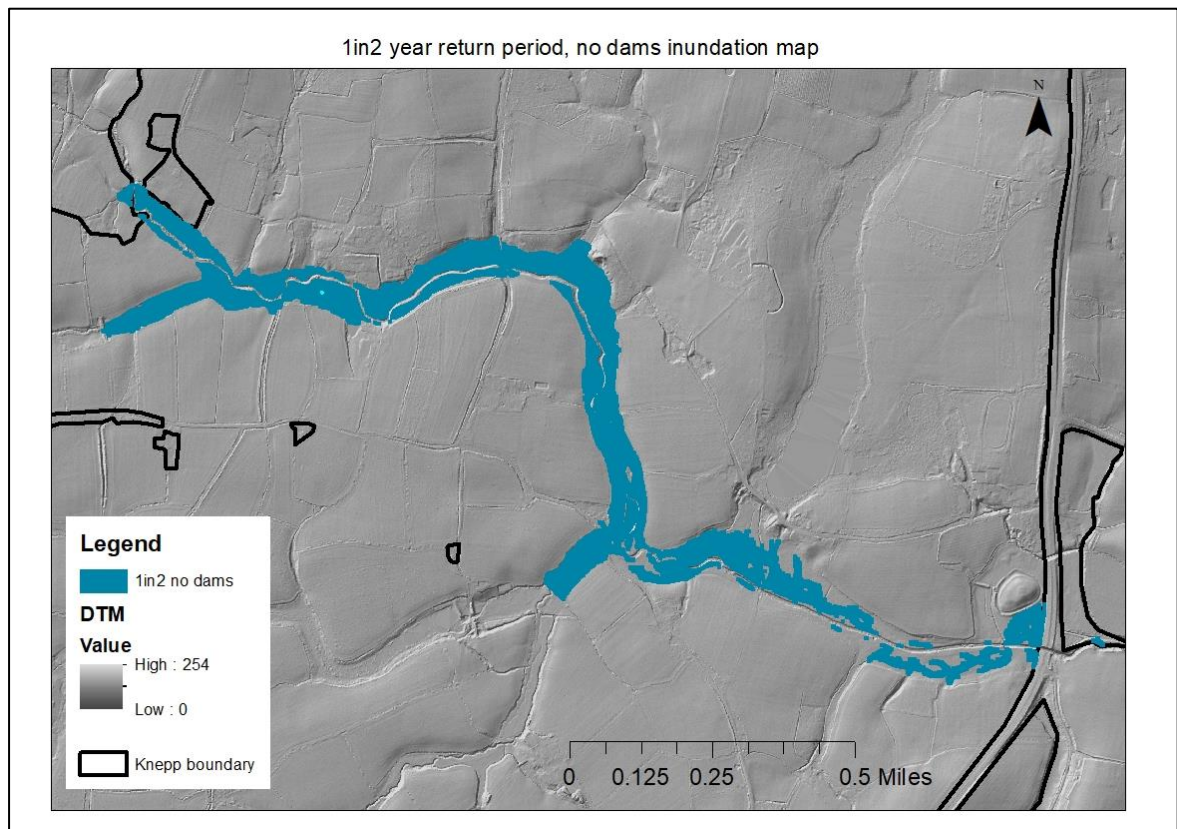 1in2 year return period, no dams inundation map
N
Legend
1in2 no dams
DTM
Value
High : 254
Low : 0
Knepp boundary
0 0.125 0.25 0.5 Miles